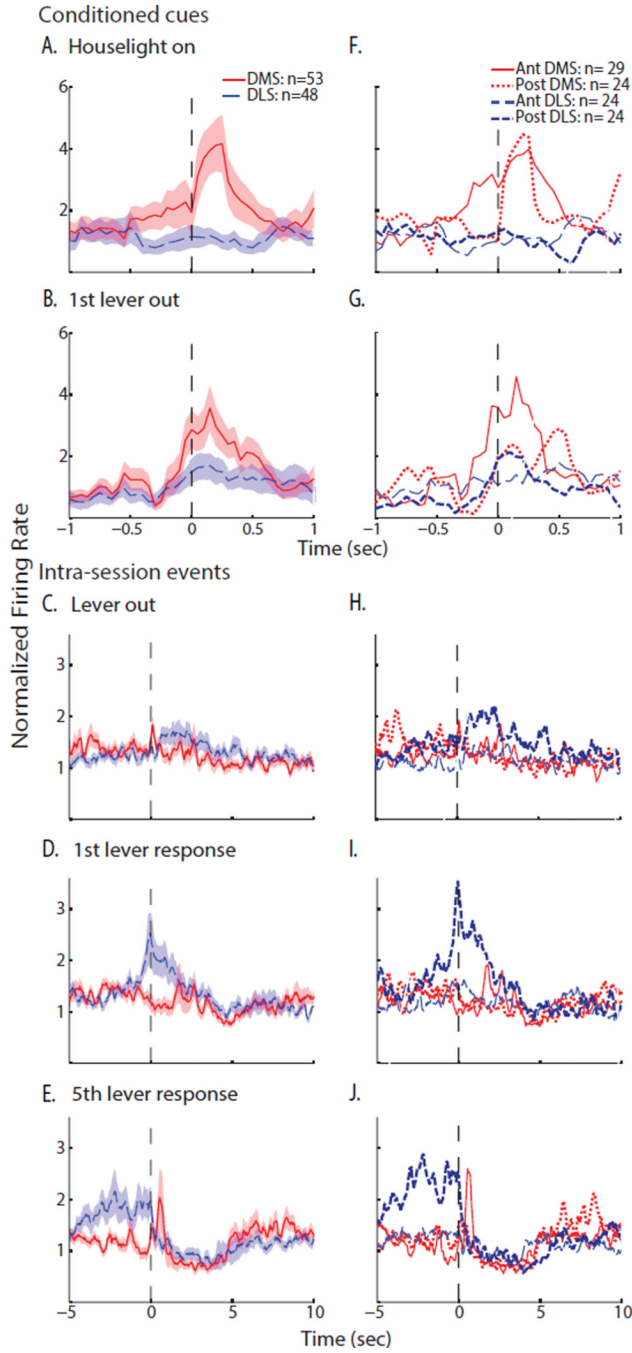 Conditioned cues
A. Houselight on
F.
DMS: n=53
DLS: n=48
Ant DMS: n= 29
Post DMS: n= 24
Ant DLS: n= 24
Post DLS: n= 24
6
4
2
B. 1st lever out
G.
6
4
2
−1 −0.5 0 0.5 1
−1 −0.5 0 0.5 1
Time (sec)
Normalized Firing Rate
Intra-session events
C. Lever out
H.
3
2
1
D. 1st lever response
I.
3
2
1
E. 5th lever response
J.
3
2
1
−5 0 5 10
−5 0 5 10
Time (sec)